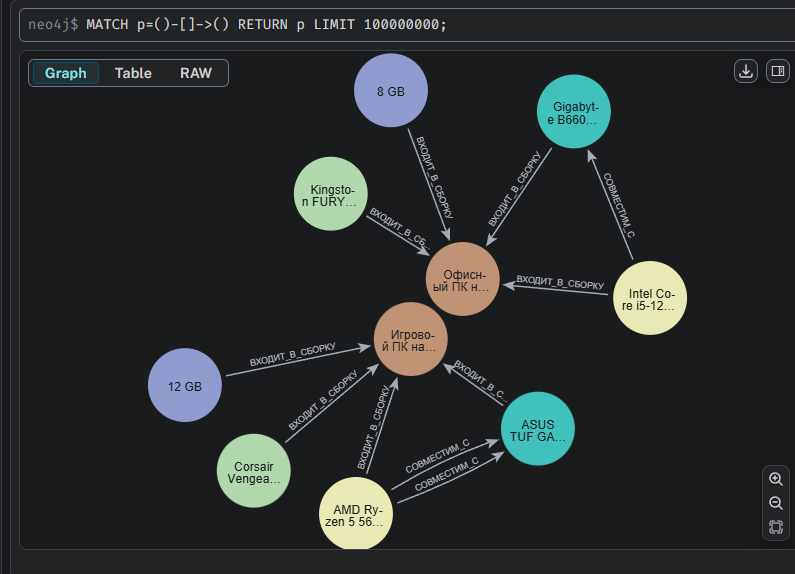 neo4j$ MATCH p=()-[]->() RETURN p LIMIT 100000000;
Graph
Table
RAW
8 GB
Gigabyt-
e B660...
ВХОДИТ_В_СБОРКУ
ВХОДИТ_В_СБОРКУ
СОВМЕСТИМ_С
Kingsto-
n FURY...
ВХОДИТ_В_СБ...
Офисн-
ый ПК н...
ВХОДИТ_В_СБОРКУ
Intel Co-
re i5-12...
Игрово-
й ПК на...
ВХОДИТ_В_СБОРКУ
12 GB
ВХОДИТ_В_СБОРКУ
ВХОДИТ_В_СБОРКУ
ВХОДИТ_В_С...
ASUS
TUF GA...
Corsair
Vengea...
СОВМЕСТИМ_С
СОВМЕСТИМ_С
AMD Ry-
zen 5 56...